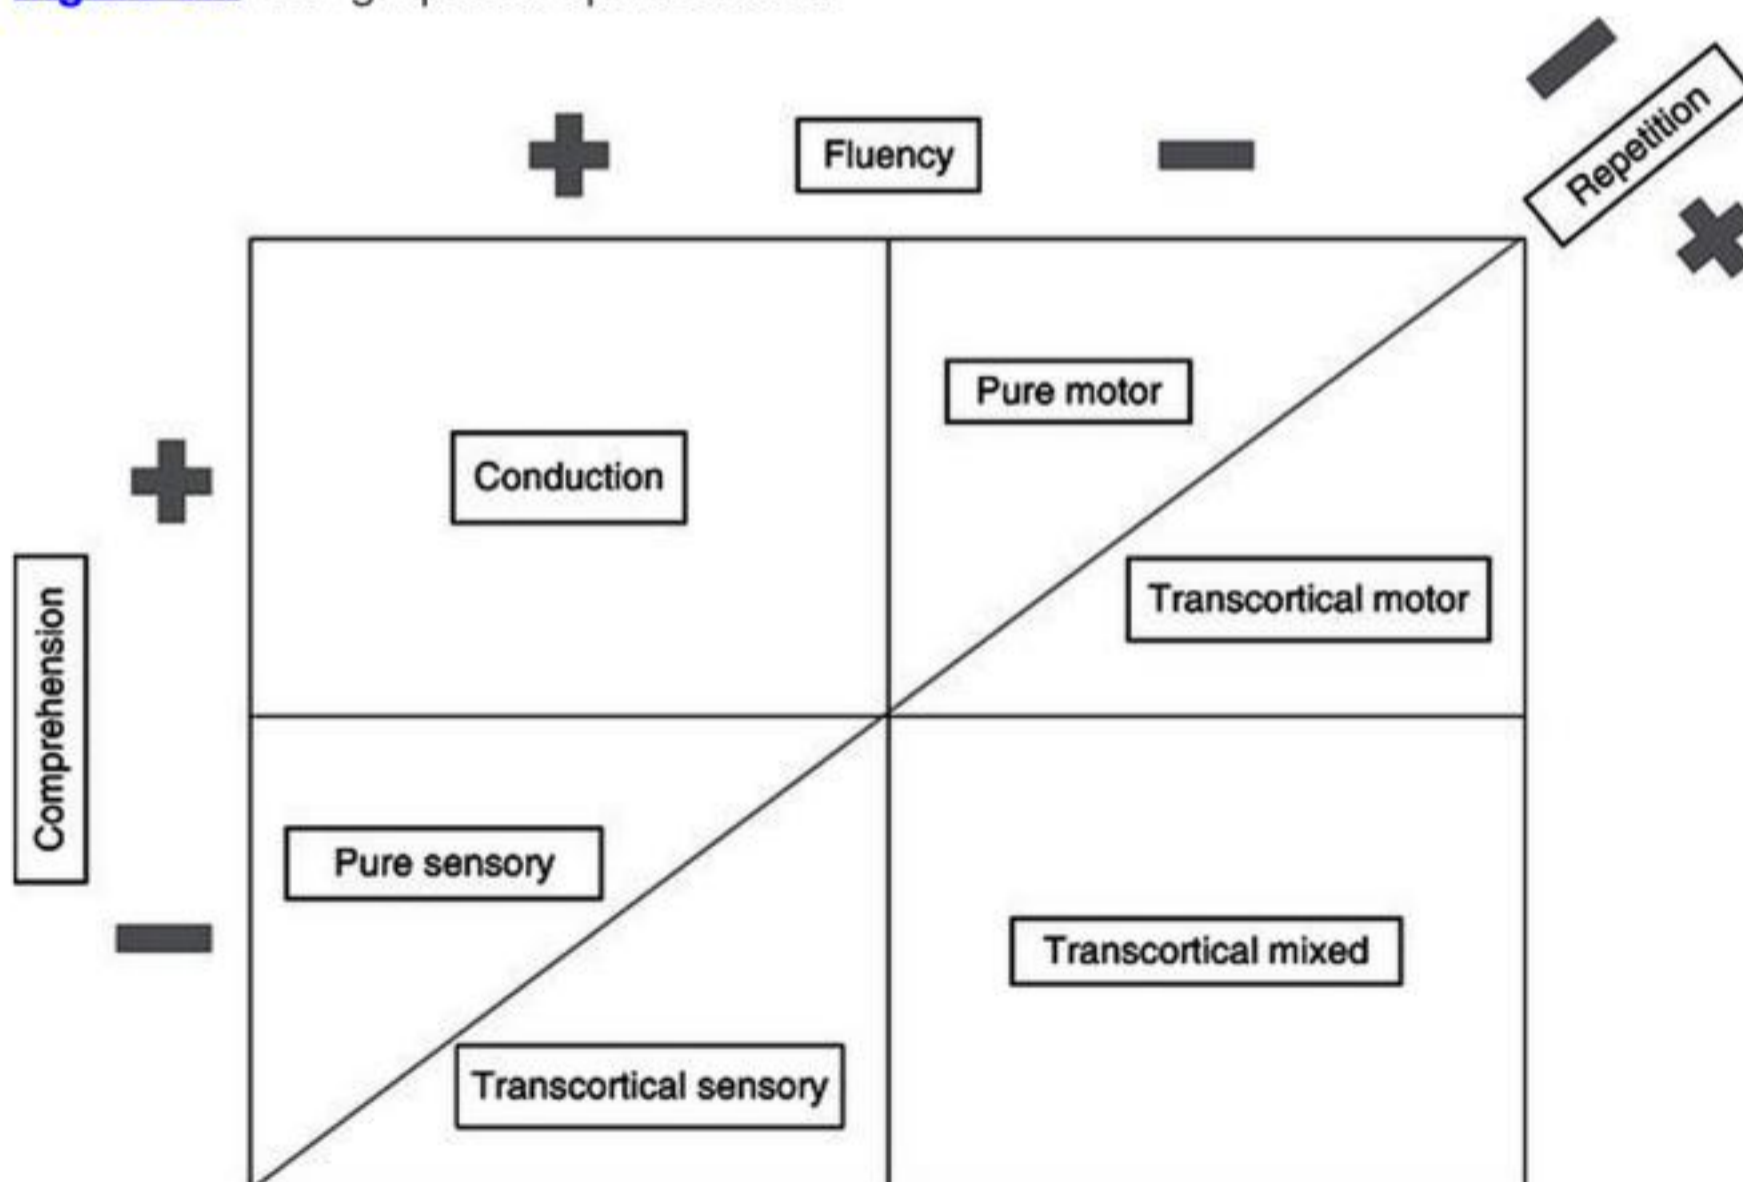 Fluency
Repetition
Pure motor
Conduction
Transcortical motor
Comprehension
Pure sensory
Transcortical mixed
Transcortical sensory